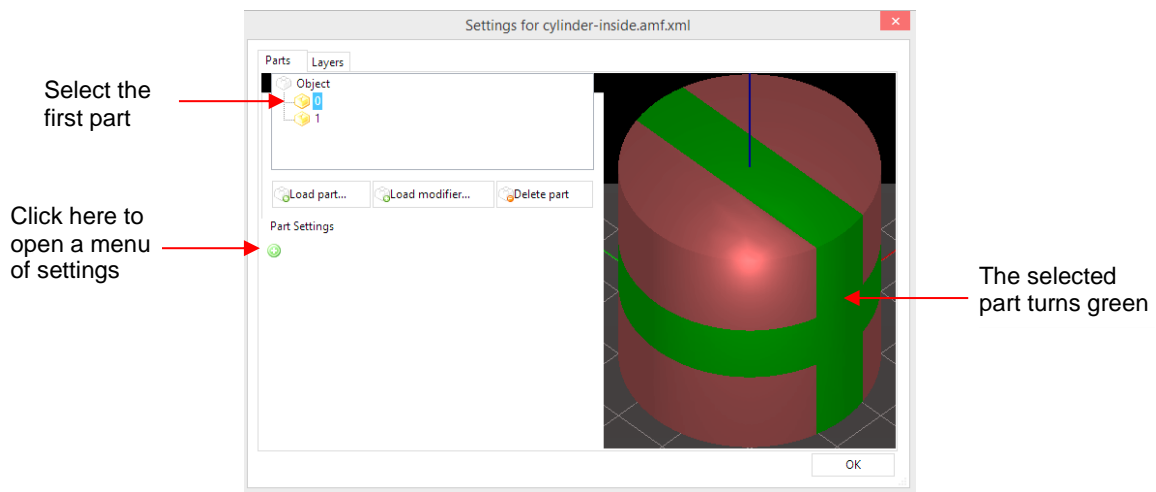 Settings for cylinder-inside.amf.xml
Parts Layers
Object
0
1
Select the
first part
Load part... Load modifier... Delete part
Part Settings
Click here to
open a menu
of settings
The selected
part turns green
OK